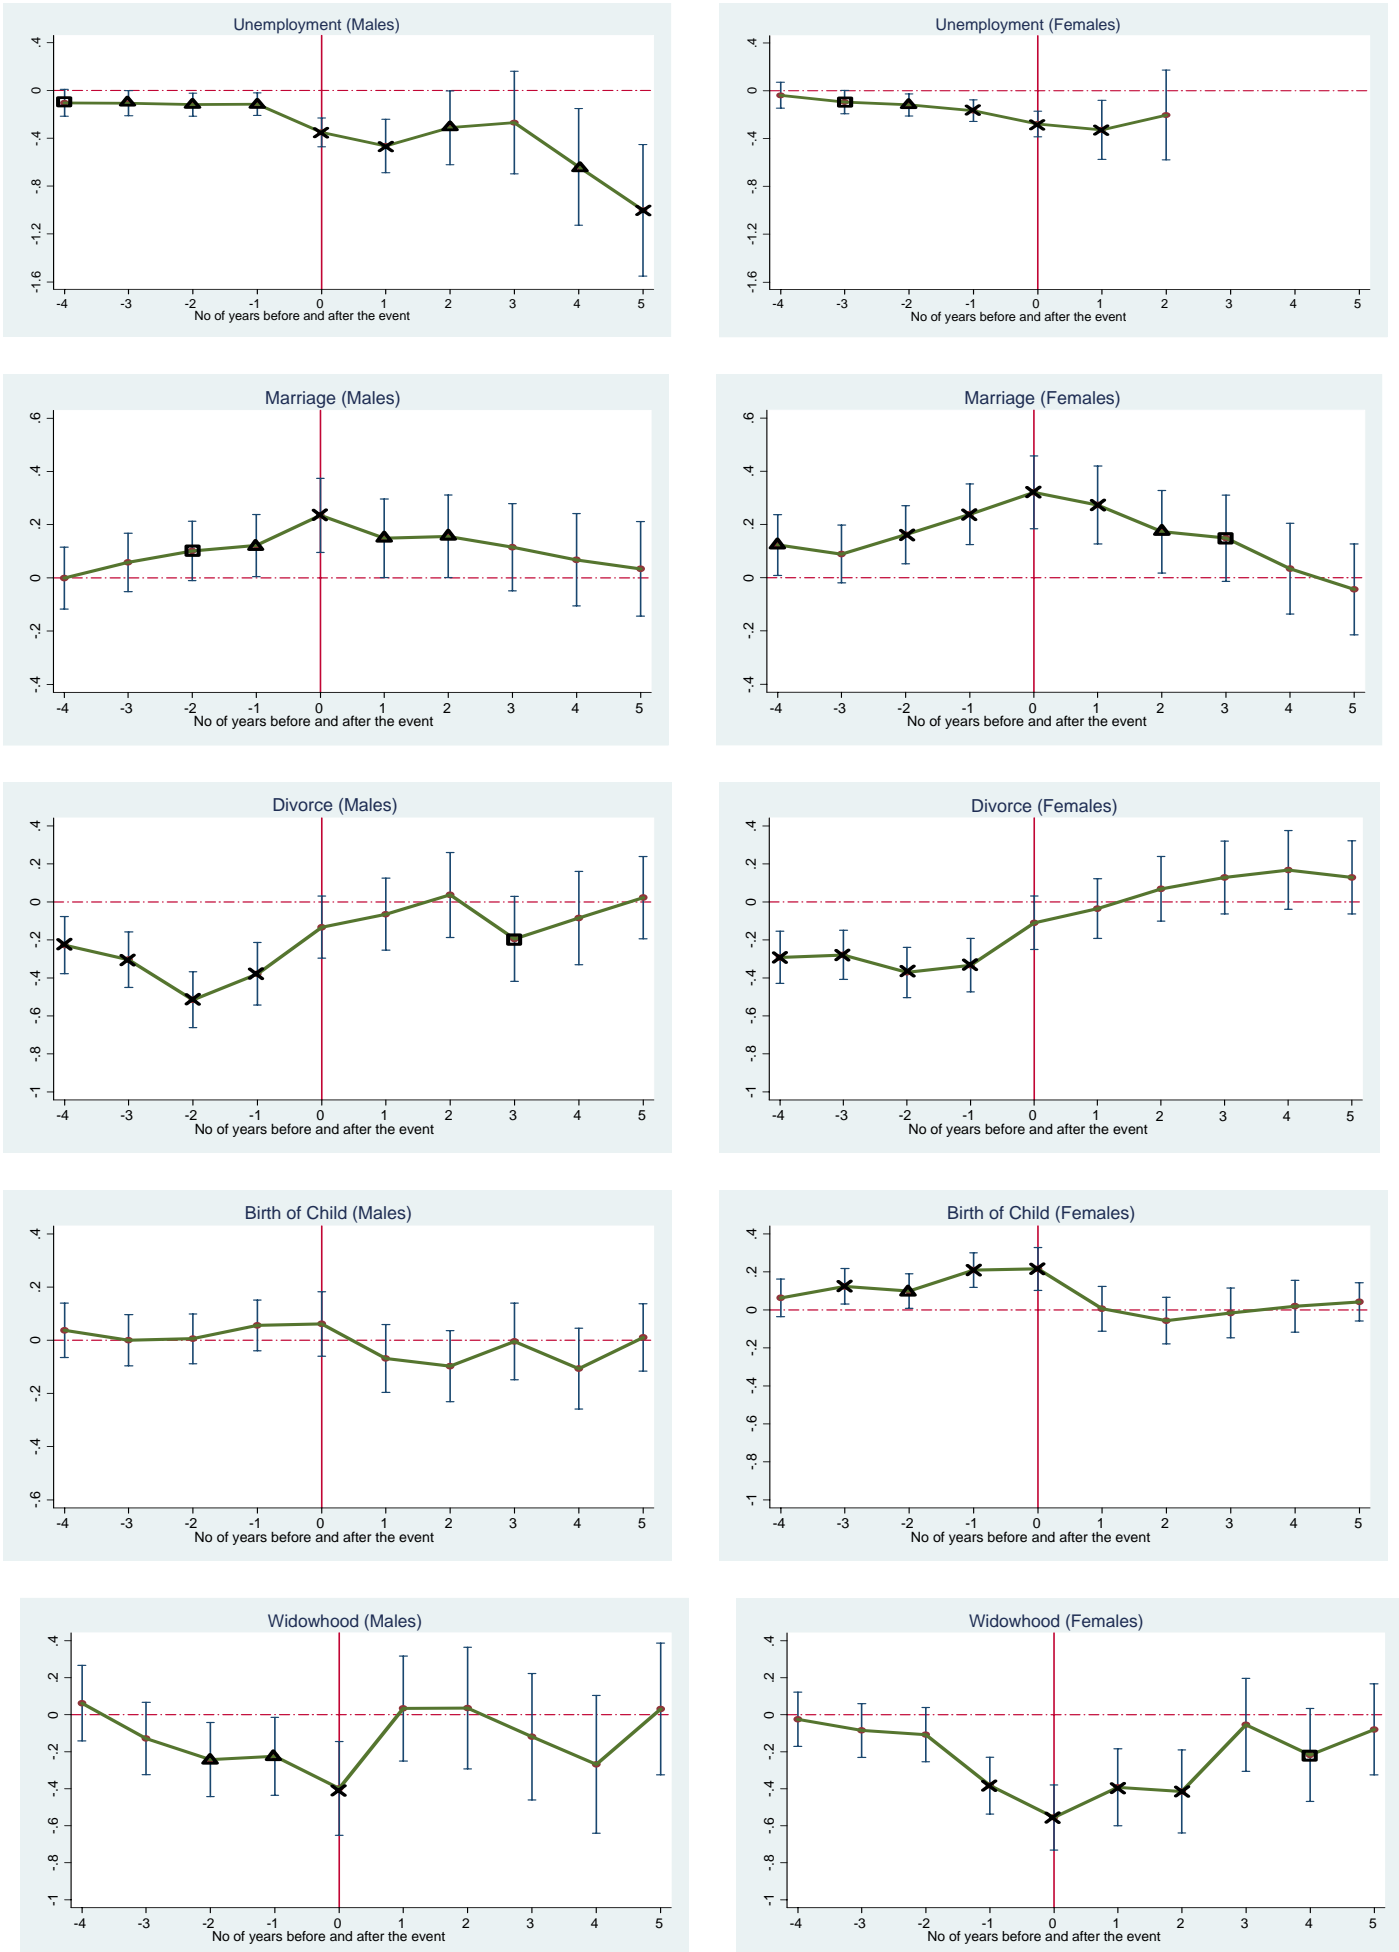 Unemployment (Males)
.4
0
-.4
-.8
-1.2
-1.6
-4 -3 -2 -1 0 1 2 3 4 5
No of years before and after the event
Unemployment (Females)
.4
0
-.4
-.8
-1.2
-1.6
-4 -3 -2 -1 0 1 2 3 4 5
No of years before and after the event
Marriage (Males)
.6
.4
.2
0
-.2
-.4
-4 -3 -2 -1 0 1 2 3 4 5
No of years before and after the event
Marriage (Females)
.6
.4
.2
0
-.2
-.4
-4 -3 -2 -1 0 1 2 3 4 5
No of years before and after the event
Divorce (Males)
.4
.2
0
-.2
-.4
-.6
-.8
-1
-4 -3 -2 -1 0 1 2 3 4 5
No of years before and after the event
Divorce (Females)
.4
.2
0
-.2
-.4
-.6
-.8
-1
-4 -3 -2 -1 0 1 2 3 4 5
No of years before and after the event
Birth of Child (Males)
.4
.2
0
-.2
-.4
-.6
-4 -3 -2 -1 0 1 2 3 4 5
No of years before and after the event
Birth of Child (Females)
.4
.2
0
-.2
-.4
-.6
-.8
-1
-4 -3 -2 -1 0 1 2 3 4 5
No of years before and after the event
Widowhood (Males)
.4
.2
0
-.2
-.4
-.6
-.8
-1
-4 -3 -2 -1 0 1 2 3 4 5
No of years before and after the event
Widowhood (Females)
.4
.2
0
-.2
-.4
-.6
-.8
-1
-4 -3 -2 -1 0 1 2 3 4 5
No of years before and after the event